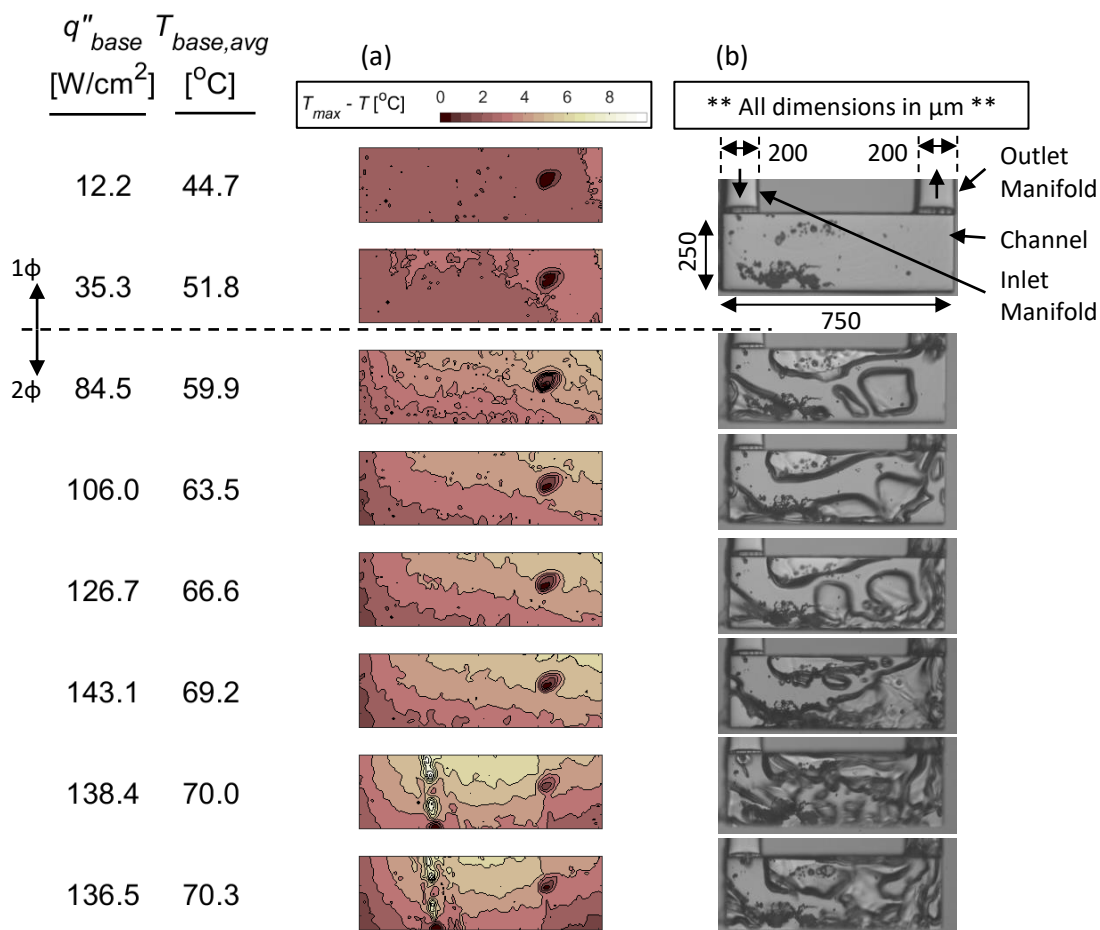 q″base Tbase,avg
[W/cm2] [oC]
(a)
(b)
Tmax - T [oC] 0 2 4 6 8
** All dimensions in µm **
200 200
Outlet
Manifold
Channel
Inlet
Manifold
250
750
12.2 44.7
1ϕ
35.3 51.8
2ϕ
84.5 59.9
106.0 63.5
126.7 66.6
143.1 69.2
138.4 70.0
136.5 70.3